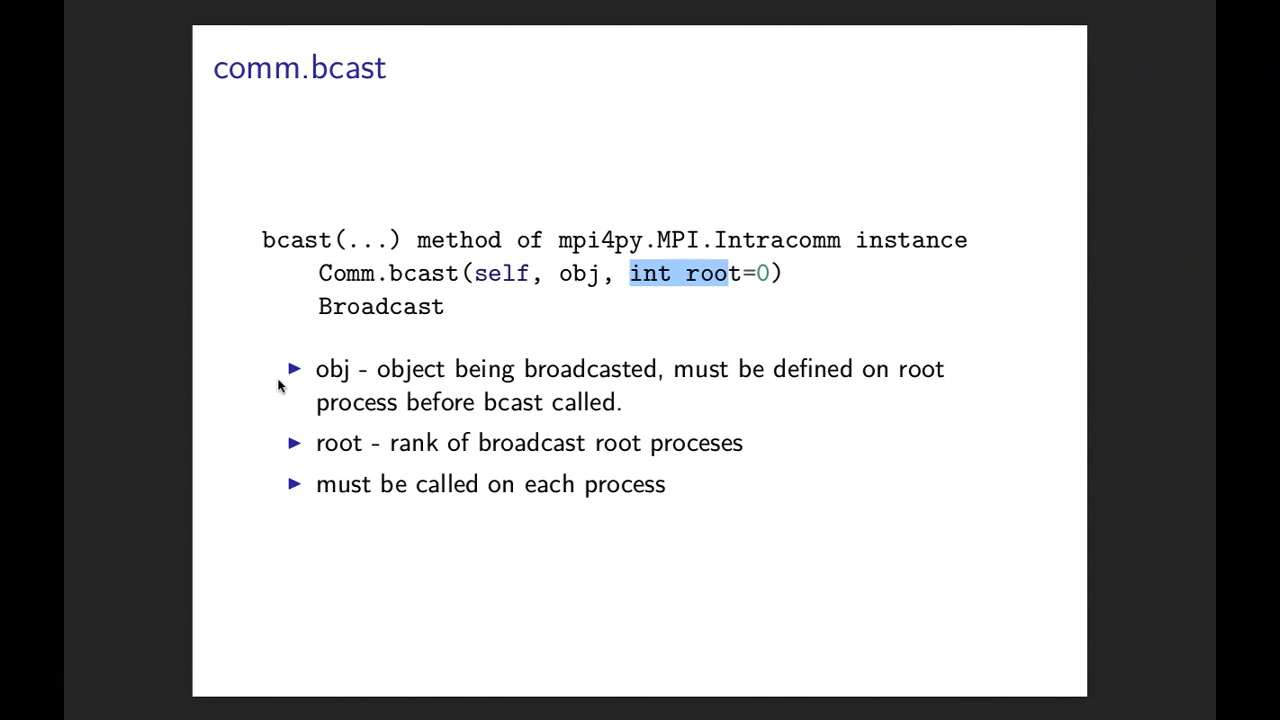 comm.bcast
bcast(...) method of mpi4py.MPI.Intracomm instance
Comm.bcast(self, obj, int root=0)
Broadcast
▶ obj - object being broadcasted, must be defined on root
process before bcast called.
▶ root - rank of broadcast root proceses
▶ must be called on each process